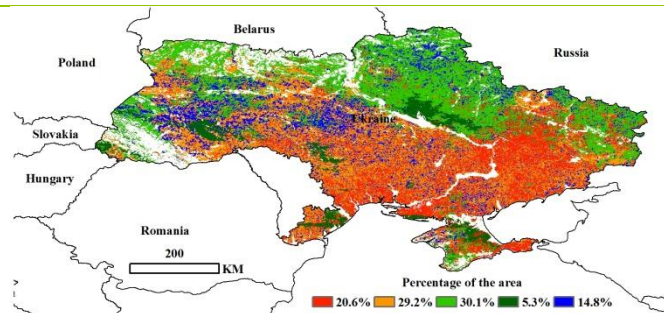 Belarus
Poland
Russia
Ukraine
Slovakia
Hungary
Romania
200
KM
Percentage of the area
20.6% 29.2% 30.1% 5.3% 14.8%